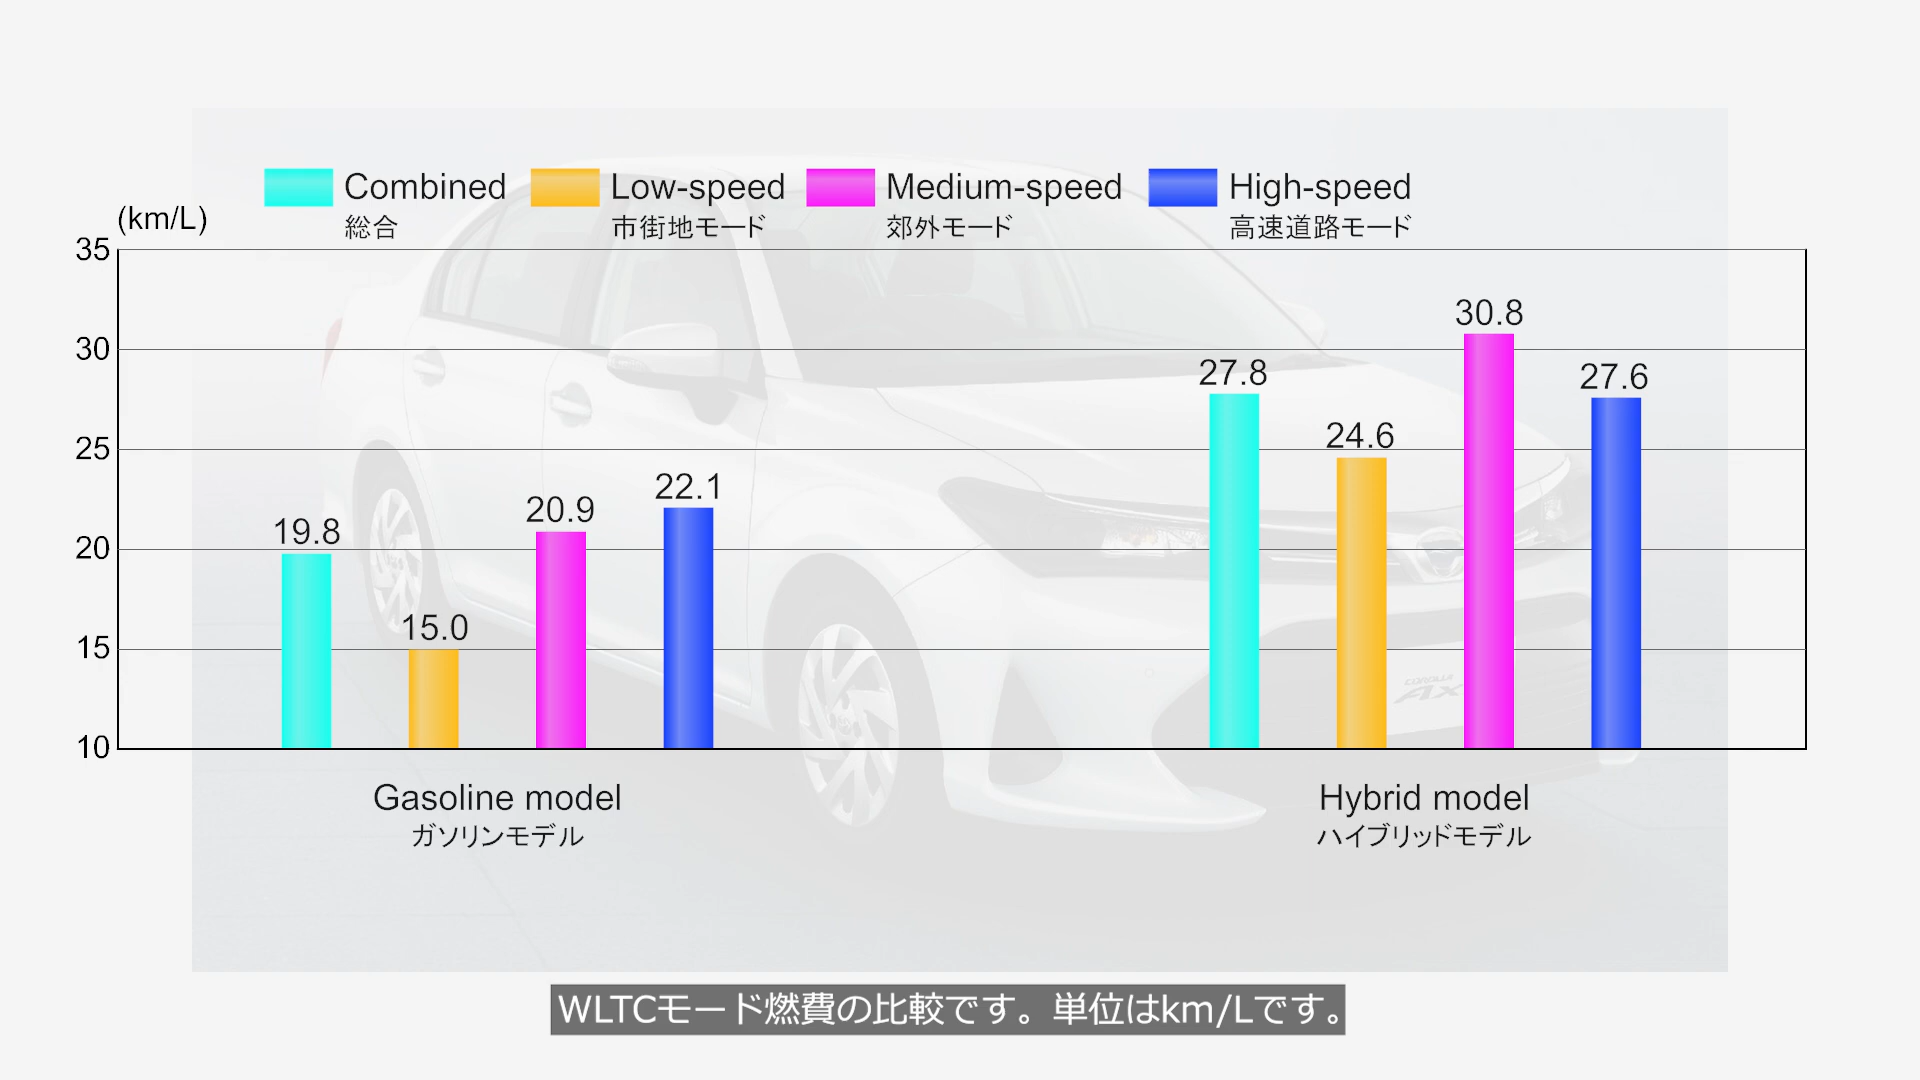 Combined
総合
Low-speed
市街地モード
Medium-speed
郊外モード
High-speed
高速道路モード
(km/L)
35
30
25
20
15
10
19.8
15.0
20.9
22.1
27.8
24.6
30.8
27.6
Gasoline model
ガソリンモデル
Hybrid model
ハイブリッドモデル
COROLLA
AX
WLTCモード燃費の比較です。単位はkm/Lです。